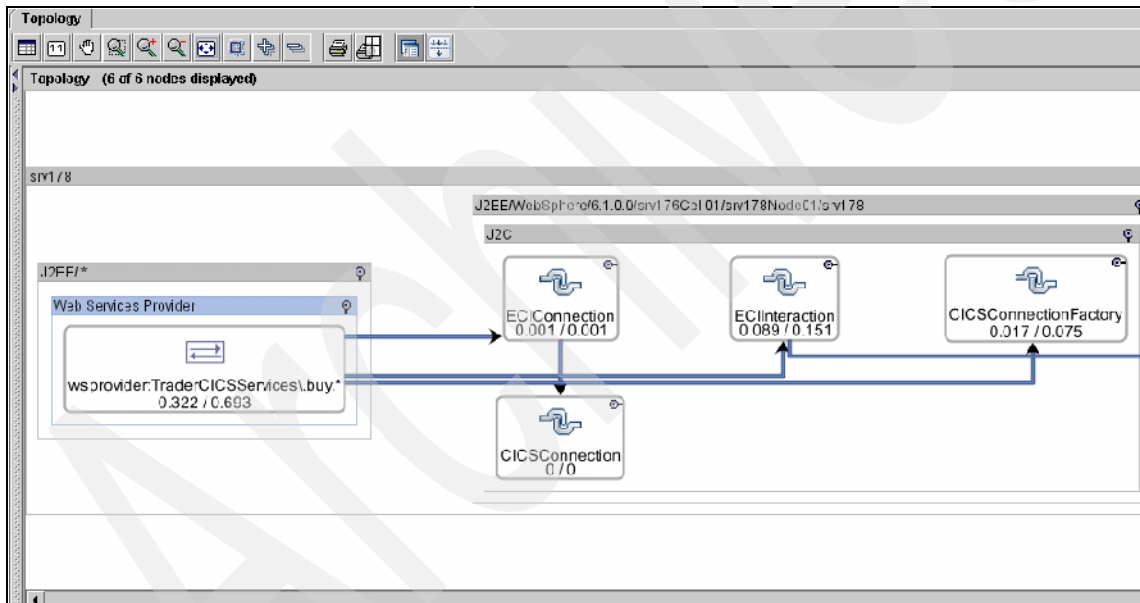 Topology
Topology (6 of 6 nodes displayed)
srv178
J2EE/WebSphere/6.1.0.0/srv176Cell01/srv178Node01/srv178
J2C
J2EE/*
Web Services Provider
wsprovider:TraderCICSServices\.buy.*
0.322 / 0.693
ECIConnection
0.001 / 0.001
ECIInteraction
0.089 / 0.151
CICSConnectionFactory
0.017 / 0.075
CICSConnection
0 / 0